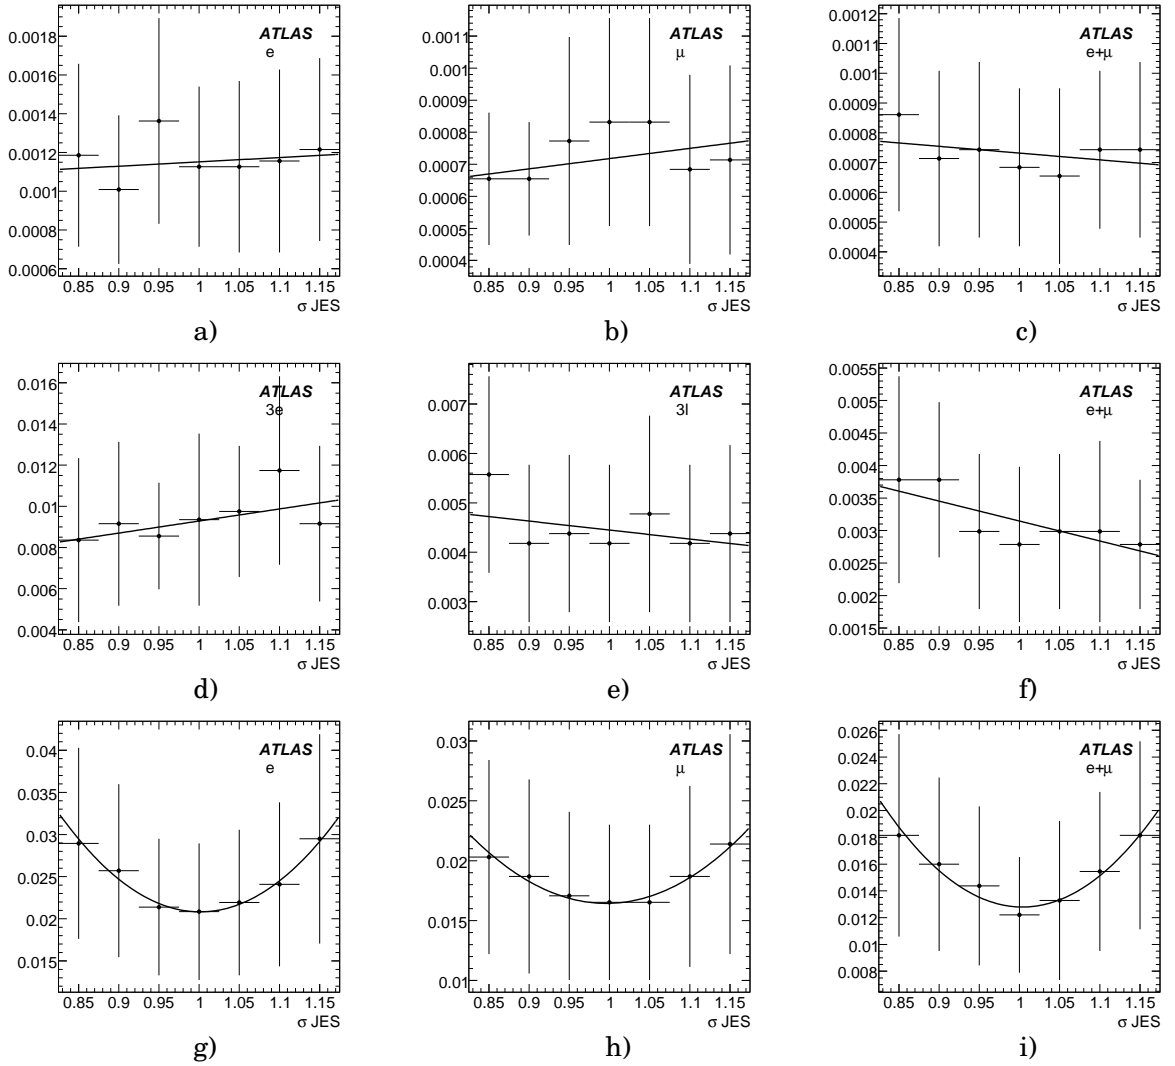 0.0018
0.0016
0.0014
0.0012
0.001
0.0008
0.0006
ATLAS
e
0.85 0.9 0.95 1 1.05 1.1 1.15
σ JES
a)
0.0011
0.001
0.0009
0.0008
0.0007
0.0006
0.0005
0.0004
ATLAS
μ
0.85 0.9 0.95 1 1.05 1.1 1.15
σ JES
b)
0.0012
0.0011
0.001
0.0009
0.0008
0.0007
0.0006
0.0005
0.0004
ATLAS
e+μ
0.85 0.9 0.95 1 1.05 1.1 1.15
σ JES
c)
0.016
0.014
0.012
0.01
0.008
0.006
0.004
ATLAS
3e
0.85 0.9 0.95 1 1.05 1.1 1.15
σ JES
d)
0.007
0.006
0.005
0.004
0.003
ATLAS
3l
0.85 0.9 0.95 1 1.05 1.1 1.15
σ JES
e)
0.0055
0.005
0.0045
0.004
0.0035
0.003
0.0025
0.002
0.0015
ATLAS
e+μ
0.85 0.9 0.95 1 1.05 1.1 1.15
σ JES
f)
0.04
0.035
0.03
0.025
0.02
0.015
ATLAS
e
0.85 0.9 0.95 1 1.05 1.1 1.15
σ JES
g)
0.03
0.025
0.02
0.015
0.01
ATLAS
μ
0.85 0.9 0.95 1 1.05 1.1 1.15
σ JES
h)
0.026
0.024
0.022
0.02
0.018
0.016
0.014
0.012
0.01
0.008
ATLAS
e+μ
0.85 0.9 0.95 1 1.05 1.1 1.15
σ JES
i)